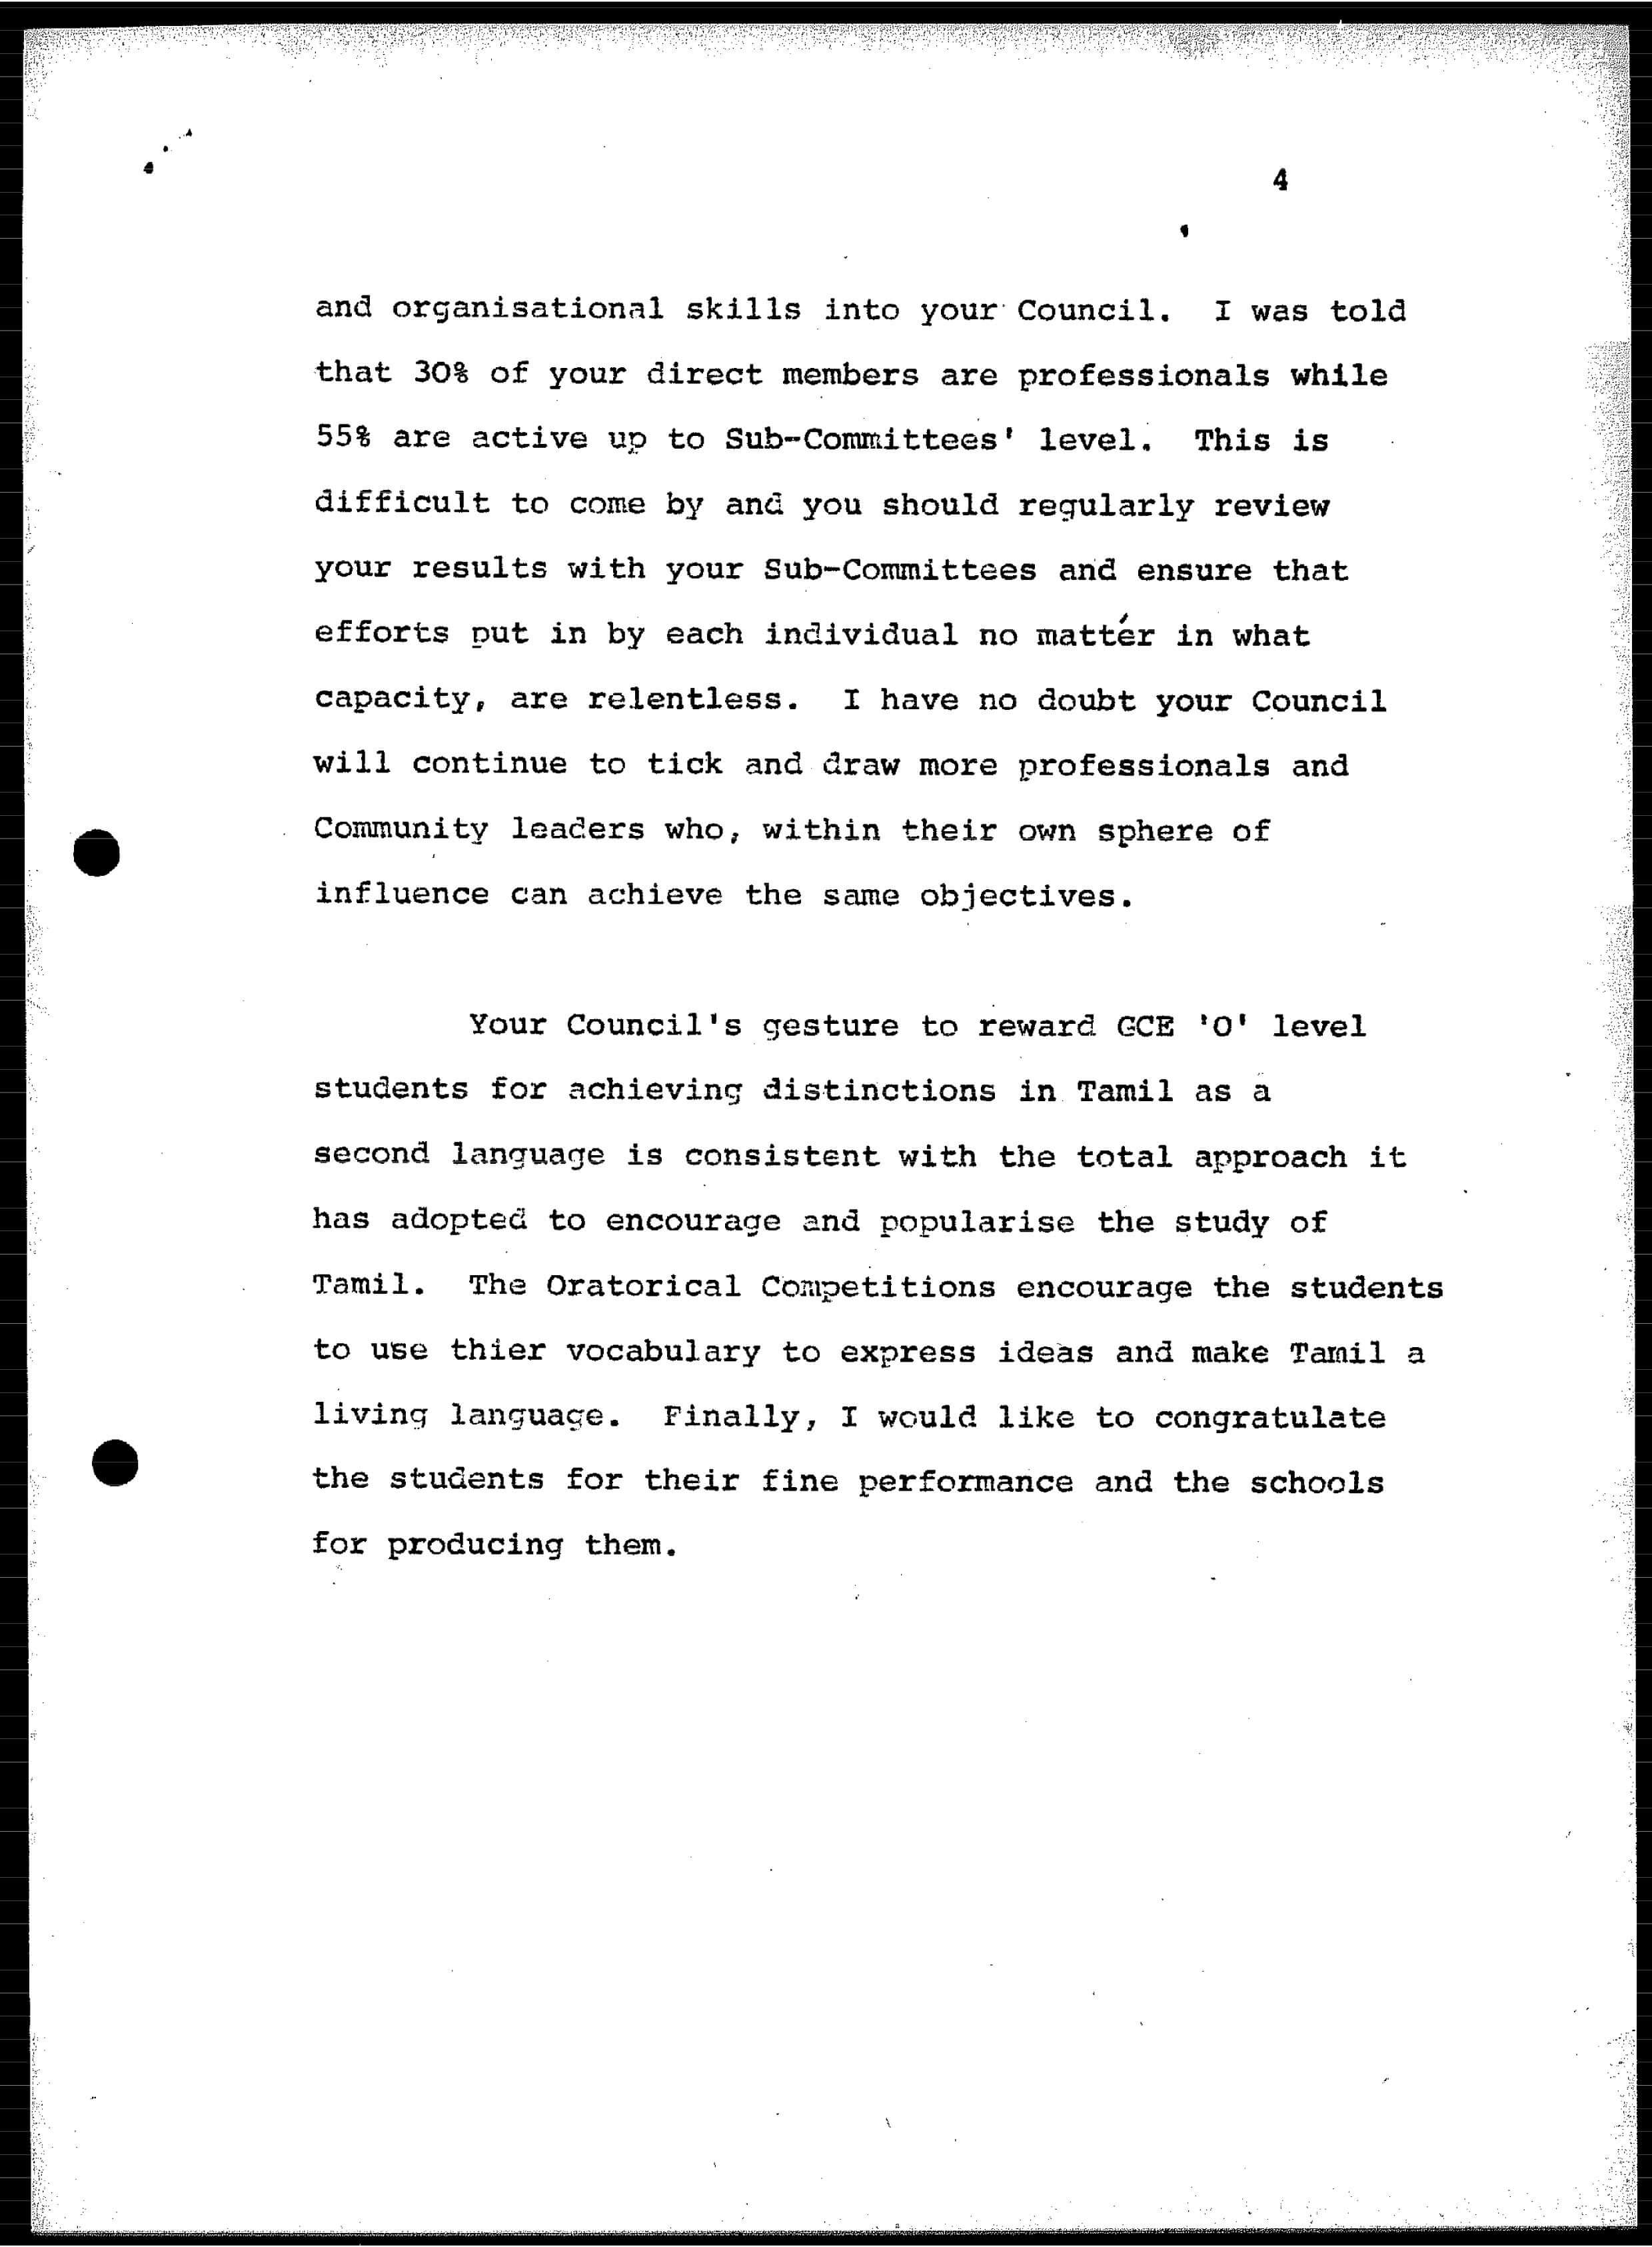 4
and organisational skills into your Council. I was told
that 30% of your direct members are professionals while
55% are active up to Sub-Committees' level. This is
difficult to come by and you should regularly review
your results with your Sub-Committees and ensure that
efforts put in by each individual no matter in what
capacity, are relentless. I have no doubt your Council
will continue to tick and draw more professionals and
Community leaders who, within their own sphere of
influence can achieve the same objectives.
Your Council's gesture to reward GCE 'O' level
students for achieving distinctions in Tamil as a
second language is consistent with the total approach it
has adopted to encourage and popularise the study of
Tamil. The Oratorical Competitions encourage the students
to use thier vocabulary to express ideas and make Tamil a
living language. Finally, I would like to congratulate
the students for their fine performance and the schools
for producing them.